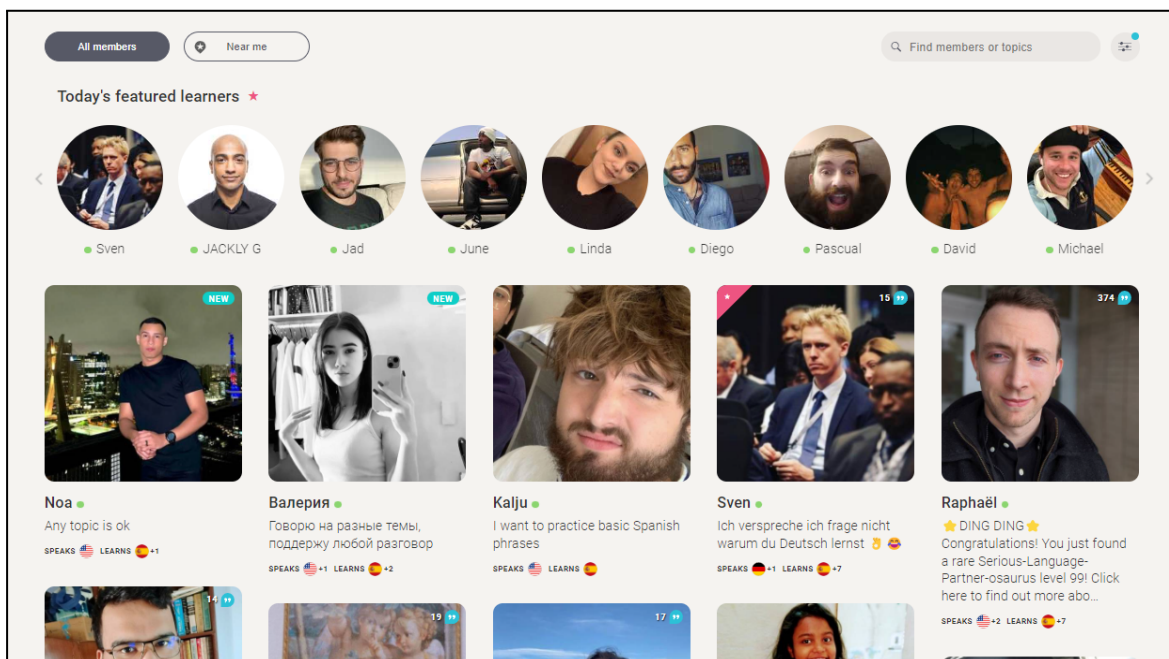 All members
Near me
Find members or topics
Today's featured learners
Sven
JACKLY G
Jad
June
Linda
Diego
Pascual
David
Michael
NEW
NEW
15
374
Noa
Any topic is ok
SPEAKS LEARNS +1
Валерия
Говорю на разные темы,
поддержу любой разговор
SPEAKS +1 LEARNS +2
Kalju
I want to practice basic Spanish
phrases
SPEAKS LEARNS
Sven
Ich verspreche ich frage nicht
warum du Deutsch lernst 👌 😂
SPEAKS +1 LEARNS +7
Raphaël
⭐ DING DING ⭐
Congratulations! You just found
a rare Serious-Language-
Partner-osaurus level 99! Click
here to find out more abo...
SPEAKS +2 LEARNS +7
14
19
17